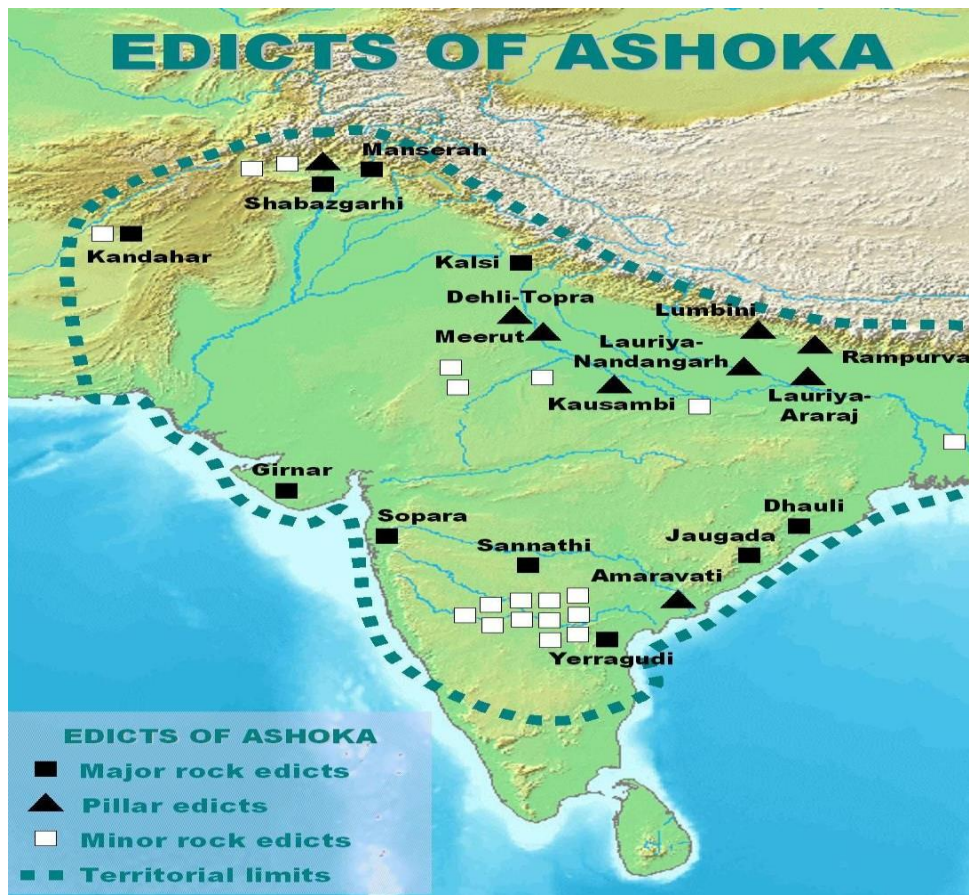 EDICTS OF ASHOKA
Manserah
Shabazgarhi
Kandahar
Kalsi
Dehli-Topra
Lumbini
Meerut
Lauriya-
Nandangarh
Rampurva
Kausambi
Lauriya-
Araraj
Girnar
Dhauli
Sopara
Jaugada
Sannathi
Amaravati
Yerragudi
EDICTS OF ASHOKA
Major rock edicts
Pillar edicts
Minor rock edicts
Territorial limits